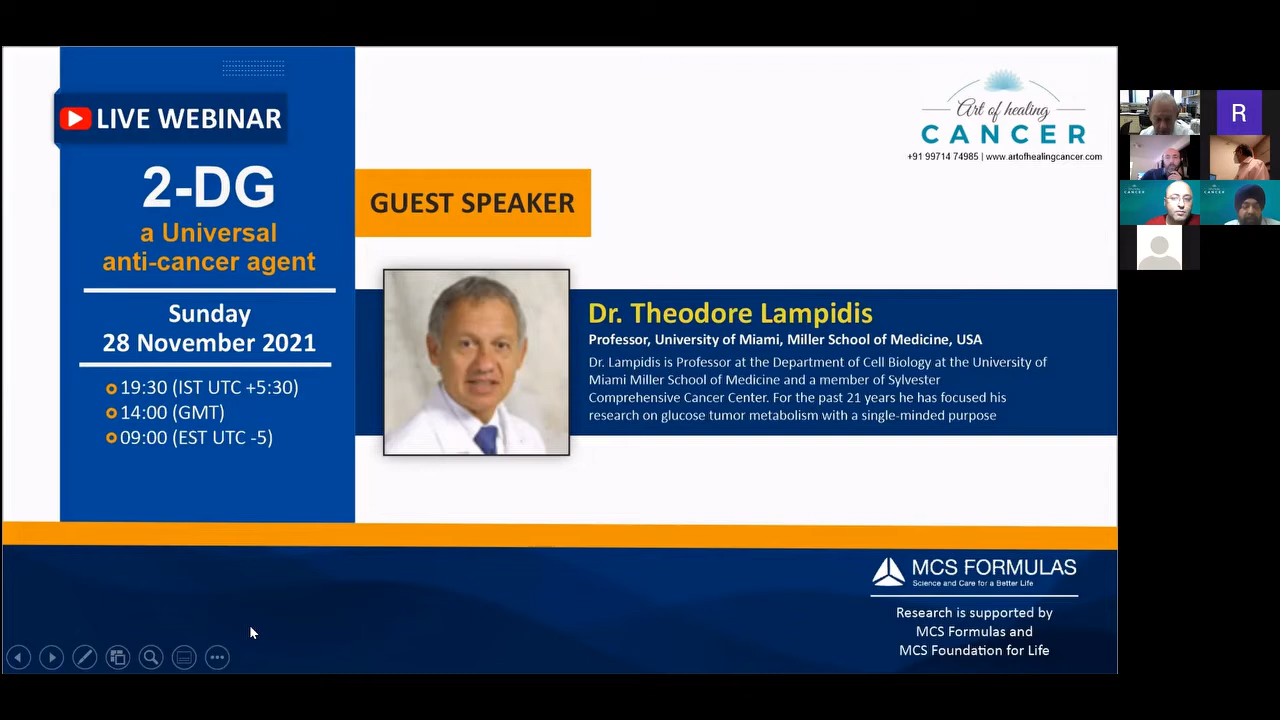 LIVE WEBINAR
2-DG
a Universal
anti-cancer agent
Sunday
28 November 2021
19:30 (IST UTC +5:30)
14:00 (GMT)
09:00 (EST UTC -5)
GUEST SPEAKER
Art of healing
CANCER
+91 99714 74985 | www.artofhealingcancer.com
Dr. Theodore Lampidis
Professor, University of Miami, Miller School of Medicine, USA
Dr. Lampidis is Professor at the Department of Cell Biology at the University of
Miami Miller School of Medicine and a member of Sylvester
Comprehensive Cancer Center. For the past 21 years he has focused his
research on glucose tumor metabolism with a single-minded purpose
MCS FORMULAS
Science and Care for a Better Life
Research is supported by
MCS Formulas and
MCS Foundation for Life
R